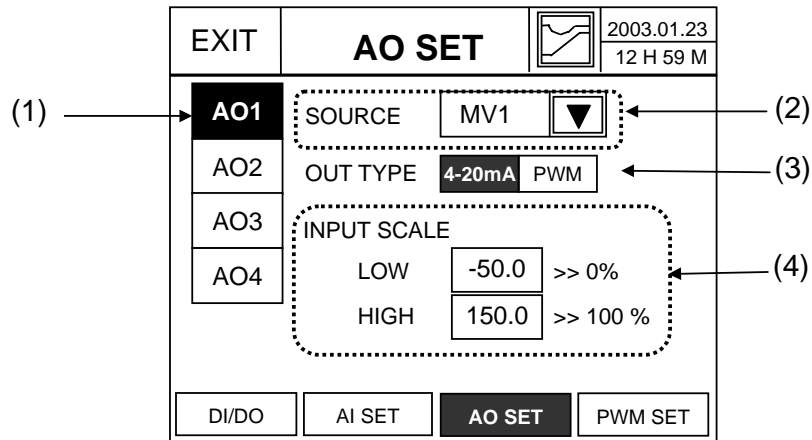 EXIT
AO SET
2003.01.23
12 H 59 M
(1)
AO1
SOURCE
MV1
▼
(2)
AO2
OUT TYPE
4-20mA
PWM
(3)
AO3
INPUT SCALE
AO4
LOW
-50.0
>> 0%
(4)
HIGH
150.0
>> 100 %
DI/DO
AI SET
AO SET
PWM SET